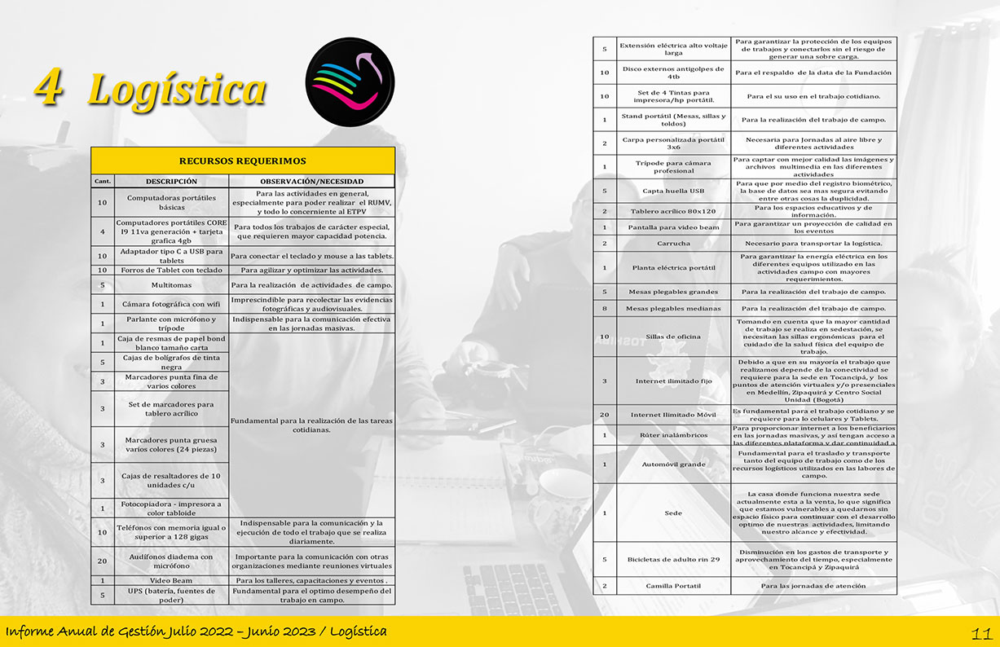 4 Logística
RECURSOS REQUERIMOS
Cant. DESCRIPCIÓN OBSERVACIÓN/NECESIDAD
10 Computadoras portátiles básicas Para las actividades en general, especialmente para poder realizar el RUMV, y todo lo concerniente al ETPV
4 Computadores portátiles CORE I9 11va generación + tarjeta grafica 4gb Para todos los trabajos de carácter especial, que requieren mayor capacidad potencia.
10 Adaptador tipo C a USB para tablets Para conectar el teclado y mouse a las tablets.
10 Forros de Tablet con teclado Para agilizar y optimizar las actividades.
5 Multitomas Para la realización de actividades de campo.
1 Cámara fotográfica con wifi Imprescindible para recolectar las evidencias fotográficas y audiovisuales.
1 Parlante con micrófono y trípode Indispensable para la comunicación efectiva en las jornadas masivas.
1 Caja de resmas de papel bond blanco tamaño carta
5 Cajas de bolígrafos de tinta negra
3 Marcadores punta fina de varios colores
3 Set de marcadores para tablero acrílico
Fundamental para la realización de las tareas cotidianas.
3 Marcadores punta gruesa varios colores (24 piezas)
3 Cajas de resaltadores de 10 unidades c/u
1 Fotocopiadora - impresora a color tabloide
10 Teléfonos con memoria igual o superior a 128 gigas Indispensable para la comunicación y la ejecución de todo el trabajo que se realiza diariamente.
20 Audífonos diadema con micrófono Importante para la comunicación con otras organizaciones mediante reuniones virtuales
1 Video Beam Para los talleres, capacitaciones y eventos .
5 UPS (batería, fuentes de poder) Fundamental para el optimo desempeño del trabajo en campo.
5 Extensión eléctrica alto voltaje larga Para garantizar la protección de los equipos de trabajos y conectarlos sin el riesgo de generar una sobre carga.
10 Disco externos antigolpes de 4tb Para el respaldo de la data de la Fundación
10 Set de 4 Tintas para impresora/hp portátil. Para el su uso en el trabajo cotidiano.
1 Stand portátil (Mesas, sillas y toldos) Para la realización del trabajo de campo.
2 Carpa personalizada portátil 3x6 Necesaria para Jornadas al aire libre y diferentes actividades
1 Trípode para cámara profesional Para captar con mejor calidad las imágenes y archivos multimedia en las diferentes actividades
5 Capta huella USB Para que por medio del registro biométrico, la base de datos sea mas segura evitando entre otras cosas la duplicidad.
2 Tablero acrílico 80x120 Para los espacios educativos y de información.
1 Pantalla para video beam Para garantizar un proyección de calidad en los eventos
2 Carrucha Necesario para transportar la logística.
1 Planta eléctrica portátil Para garantizar la energía eléctrica en los diferentes equipos utilizado en las actividades campo con mayores requerimientos.
5 Mesas plegables grandes Para la realización del trabajo de campo.
8 Mesas plegables medianas Para la realización del trabajo de campo.
10 Sillas de oficina Tomando en cuenta que la mayor cantidad de trabajo se realiza en sedestación, se necesitan las sillas ergonómicas para el cuidado de la salud física del equipo de trabajo.
3 Internet ilimitado fijo Debido a que en su mayoría el trabajo que realizamos depende de la conectividad se requiere para la sede en Tocancipá, y los puntos de atención virtuales y/o presenciales en Medellín, Zipaquirá y Centro Social Unidad (Bogotá)
20 Internet Ilimitado Móvil Es fundamental para el trabajo cotidiano y se requiere para lo celulares y Tablets.
1 Rúter inalámbricos Para proporcionar internet a los beneficiarios en las jornadas masivas, y así tengan acceso a las diferentes plataforma y dar continuidad a
1 Automóvil grande Fundamental para el traslado y transporte tanto del equipo de trabajo como de los recursos logísticos utilizados en las labores de campo.
1 Sede La casa donde funciona nuestra sede actualmente esta a la venta, lo que significa que estamos vulnerables a quedarnos sin espacio físico para continuar con el desarrollo optimo de nuestras actividades, limitando nuestro alcance y efectividad.
5 Bicicletas de adulto rin 29 Disminución en los gastos de transporte y aprovechamiento del tiempo, especialmente en Tocancipá y Zipaquirá
2 Camilla Portatil Para las jornadas de atención
TOSHIBA
Informe Anual de Gestión Julio 2022 – Junio 2023 / Logística
11